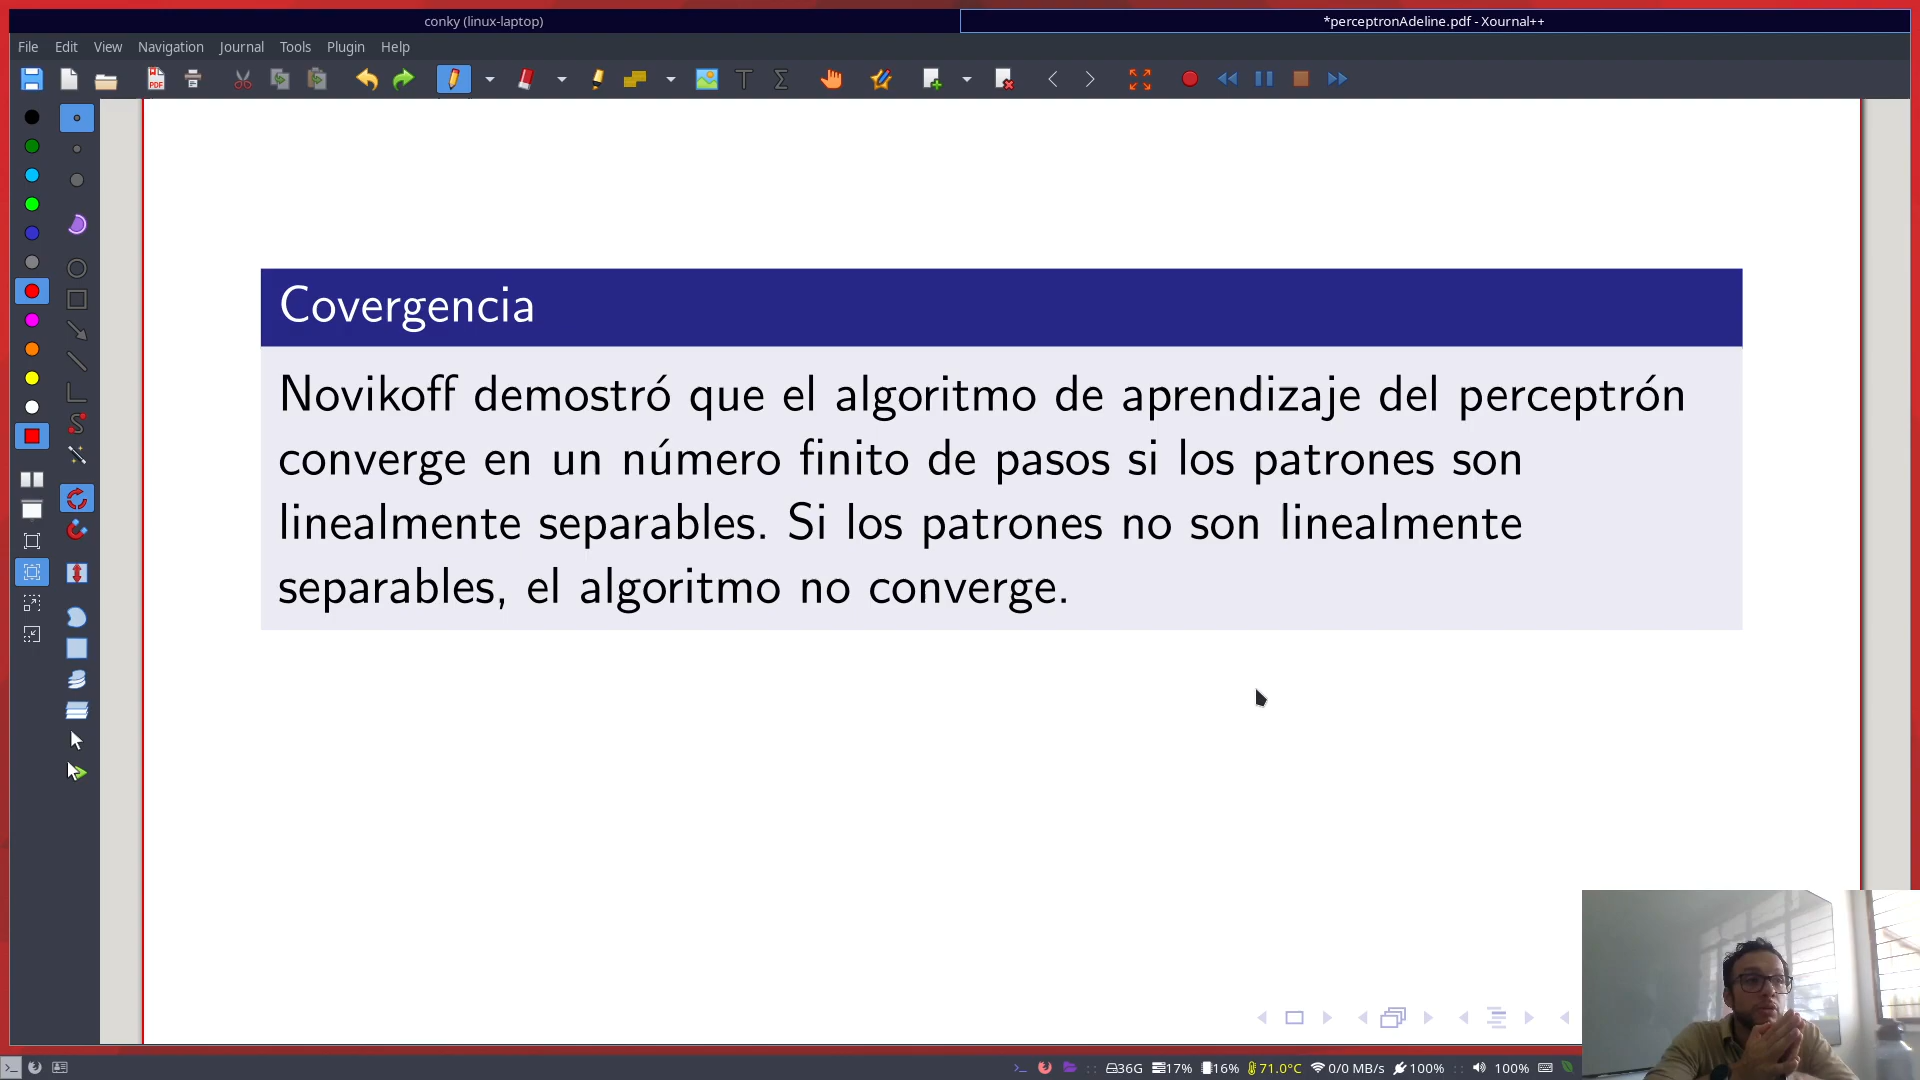 conky (linux-laptop)
*perceptronAdeline.pdf - Xournal++
File Edit View Navigation Journal Tools Plugin Help
PDF
Covergencia
Novikoff demostró que el algoritmo de aprendizaje del perceptrón
converge en un número finito de pasos si los patrones son
linealmente separables. Si los patrones no son linealmente
separables, el algoritmo no converge.
36G 17% 16% 71.0°C 0/0 MB/s 100% :: 100%